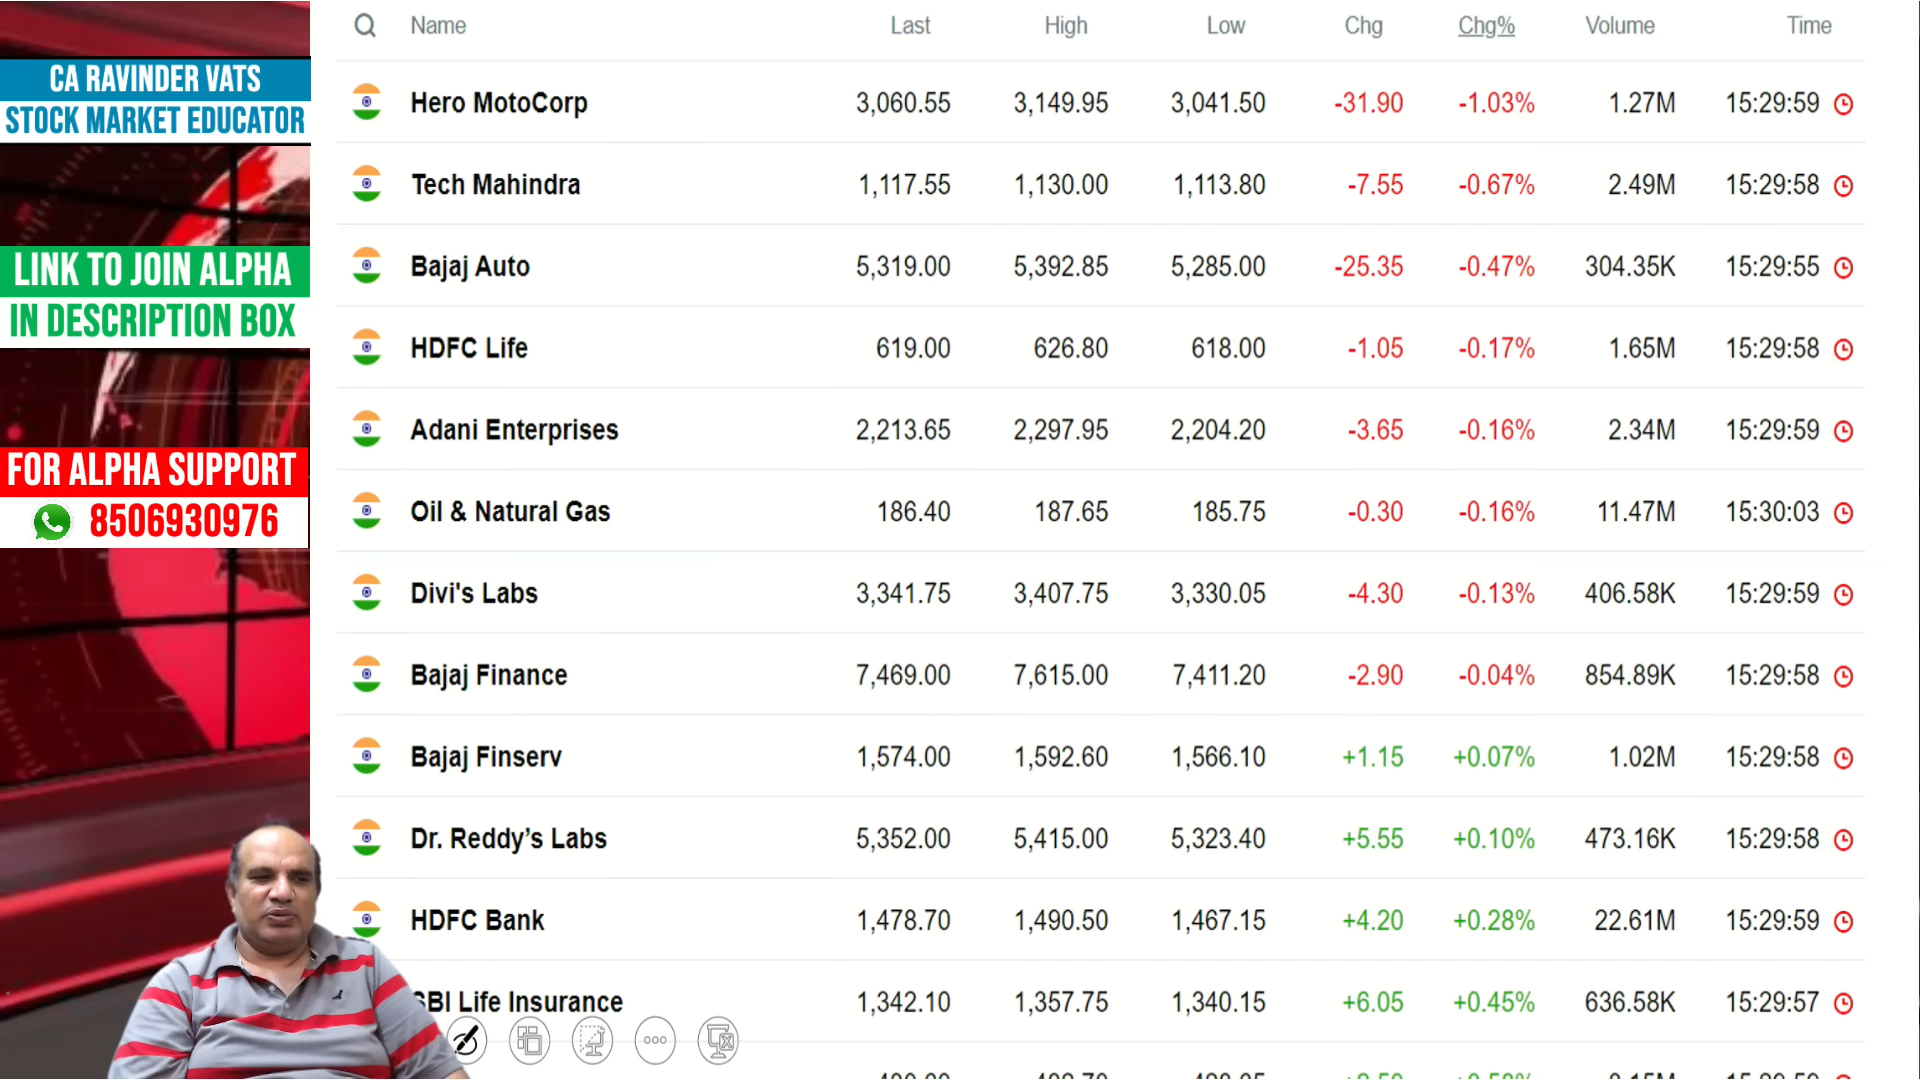 CA RAVINDER VATS
STOCK MARKET EDUCATOR
LINK TO JOIN ALPHA
IN DESCRIPTION BOX
FOR ALPHA SUPPORT
8506930976
Name Last High Low Chg Chg% Volume Time
Hero MotoCorp 3,060.55 3,149.95 3,041.50 -31.90 -1.03% 1.27M 15:29:59
Tech Mahindra 1,117.55 1,130.00 1,113.80 -7.55 -0.67% 2.49M 15:29:58
Bajaj Auto 5,319.00 5,392.85 5,285.00 -25.35 -0.47% 304.35K 15:29:55
HDFC Life 619.00 626.80 618.00 -1.05 -0.17% 1.65M 15:29:58
Adani Enterprises 2,213.65 2,297.95 2,204.20 -3.65 -0.16% 2.34M 15:29:59
Oil & Natural Gas 186.40 187.65 185.75 -0.30 -0.16% 11.47M 15:30:03
Divi's Labs 3,341.75 3,407.75 3,330.05 -4.30 -0.13% 406.58K 15:29:59
Bajaj Finance 7,469.00 7,615.00 7,411.20 -2.90 -0.04% 854.89K 15:29:58
Bajaj Finserv 1,574.00 1,592.60 1,566.10 +1.15 +0.07% 1.02M 15:29:58
Dr. Reddy’s Labs 5,352.00 5,415.00 5,323.40 +5.55 +0.10% 473.16K 15:29:58
HDFC Bank 1,478.70 1,490.50 1,467.15 +4.20 +0.28% 22.61M 15:29:59
SBI Life Insurance 1,342.10 1,357.75 1,340.15 +6.05 +0.45% 636.58K 15:29:57